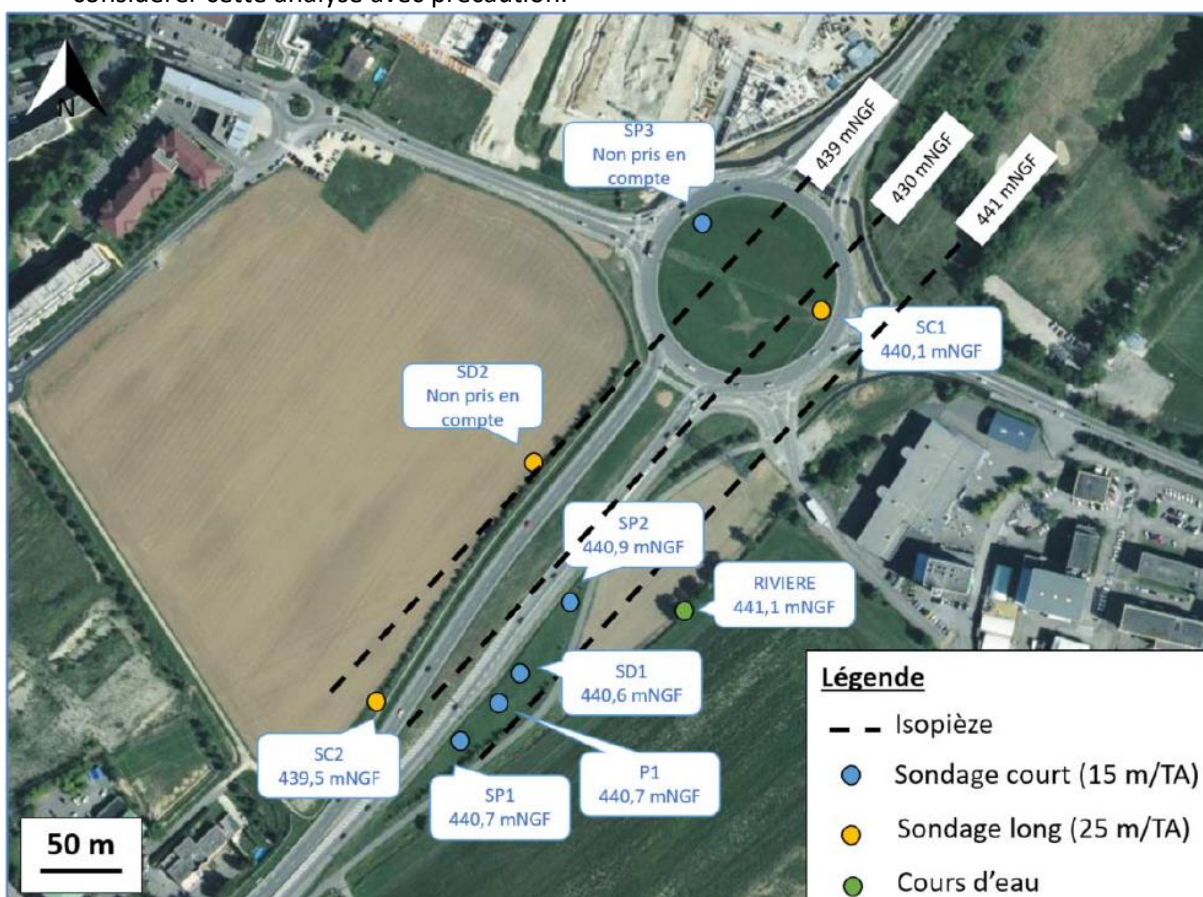 considérer cette analyse avec précaution.
N
439 mNGF
430 mNGF
441 mNGF
SP3
Non pris en
compte
SC1
440,1 mNGF
SD2
Non pris en
compte
SP2
440,9 mNGF
RIVIERE
441,1 mNGF
SD1
440,6 mNGF
SC2
439,5 mNGF
P1
440,7 mNGF
SP1
440,7 mNGF
50 m
Légende
Isopièze
Sondage court (15 m/TA)
Sondage long (25 m/TA)
Cours d'eau